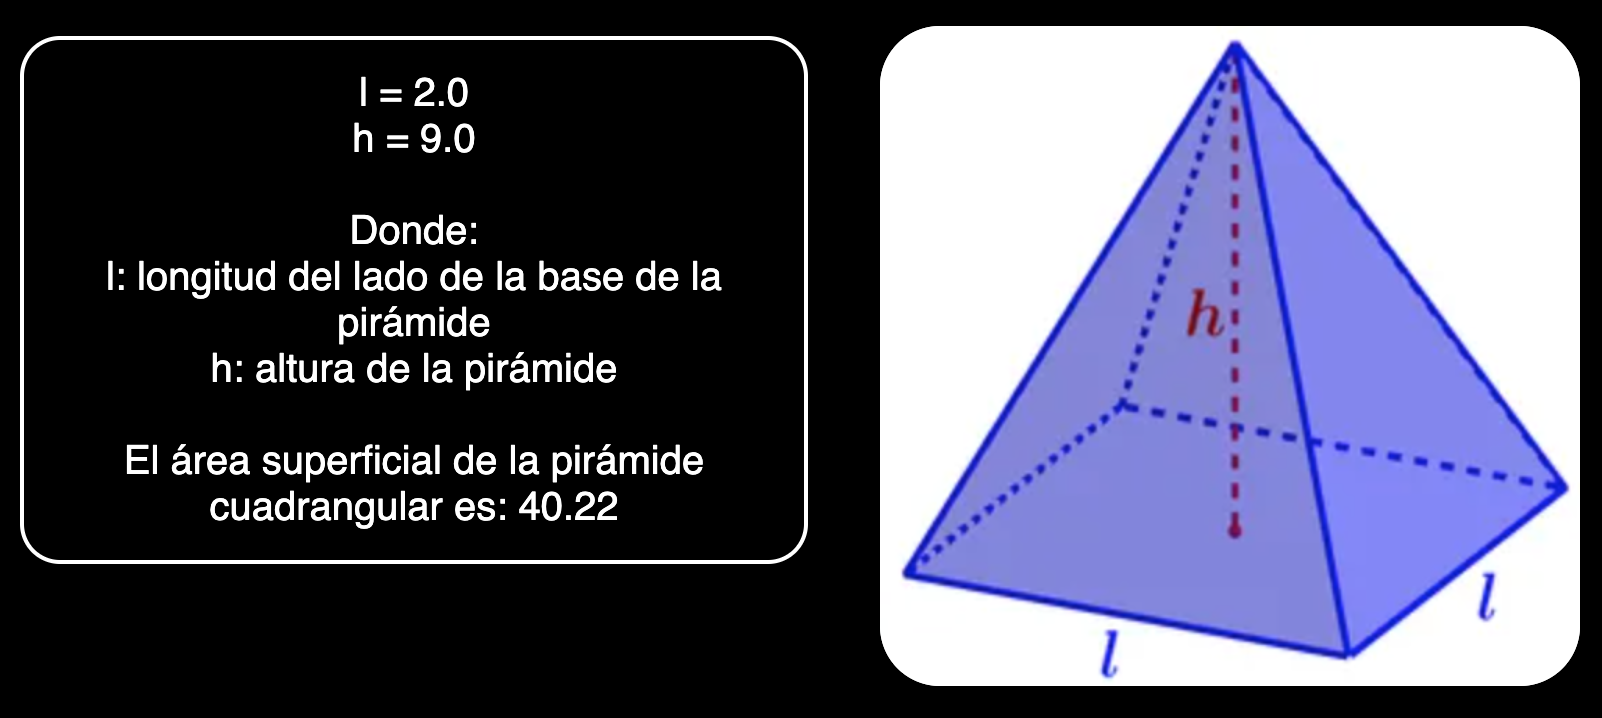 l = 2.0
h = 9.0
Donde:
l: longitud del lado de la base de la
pirámide
h: altura de la pirámide
El área superficial de la pirámide
cuadrangular es: 40.22
h
l
l